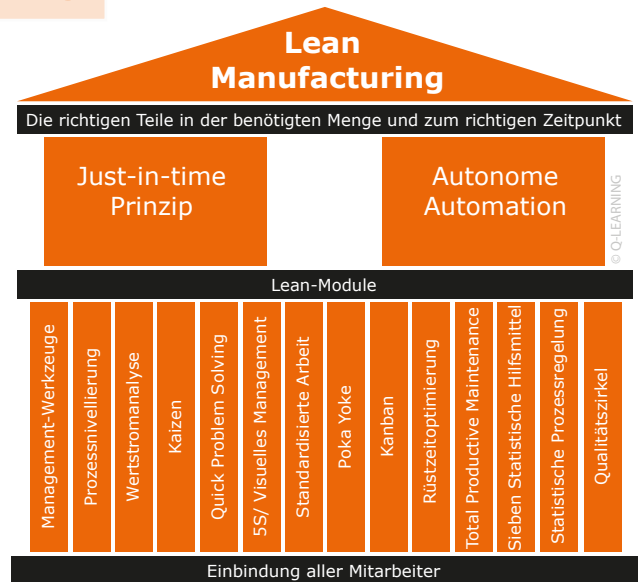 Lean
Manufacturing
Die richtigen Teile in der benötigten Menge und zum richtigen Zeitpunkt
Just-in-time
Prinzip
Autonome
Automation
© Q-LEARNING
Lean-Module
Management-Werkzeuge
Prozessnivellierung
Wertstromanalyse
Kaizen
Quick Problem Solving
5S/ Visuelles Management
Standardisierte Arbeit
Poka Yoke
Kanban
Rüstzeitoptimierung
Total Productive Maintenance
Sieben Statistische Hilfsmittel
Statistische Prozessregelung
Qualitätszirkel
Einbindung aller Mitarbeiter